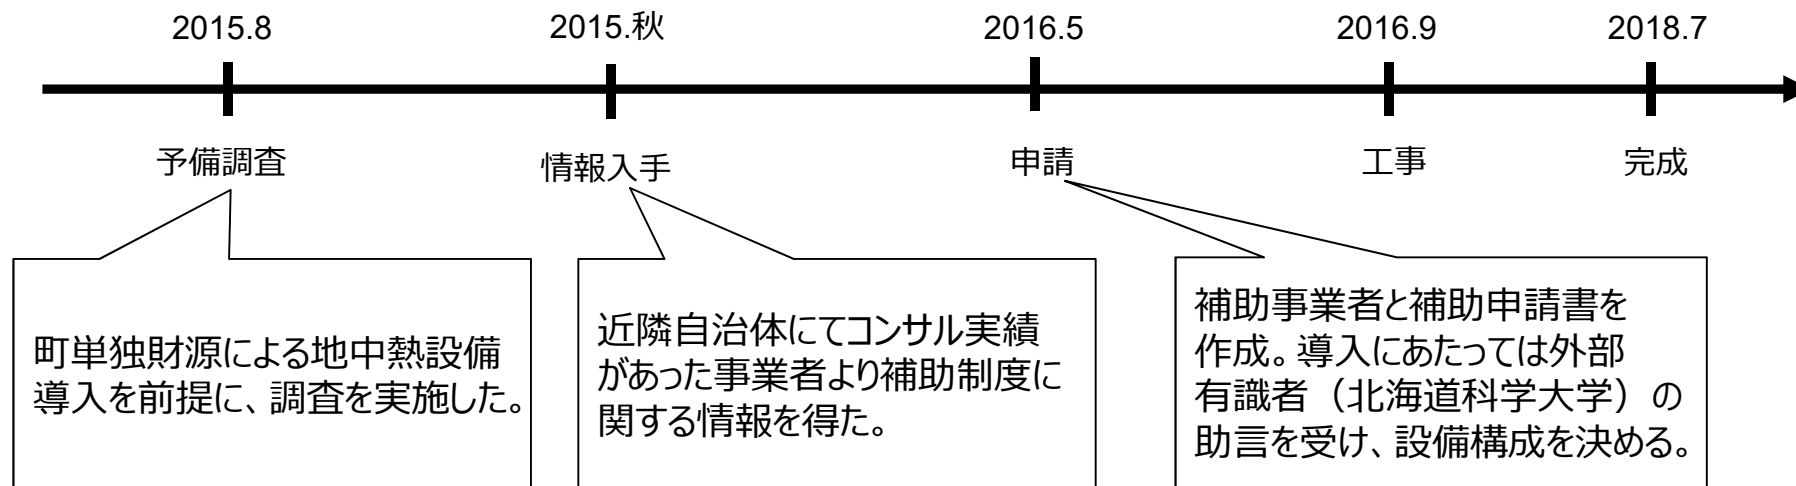 2015.8
2015.秋
2016.5
2016.9
2018.7
予備調査
情報入手
申請
工事
完成
町単独財源による地中熱設備
導入を前提に、調査を実施した。
近隣自治体にてコンサル実績
があった事業者より補助制度に
関する情報を得た。
補助事業者と補助申請書を
作成。導入にあたっては外部
有識者（北海道科学大学）の
助言を受け、設備構成を決める。